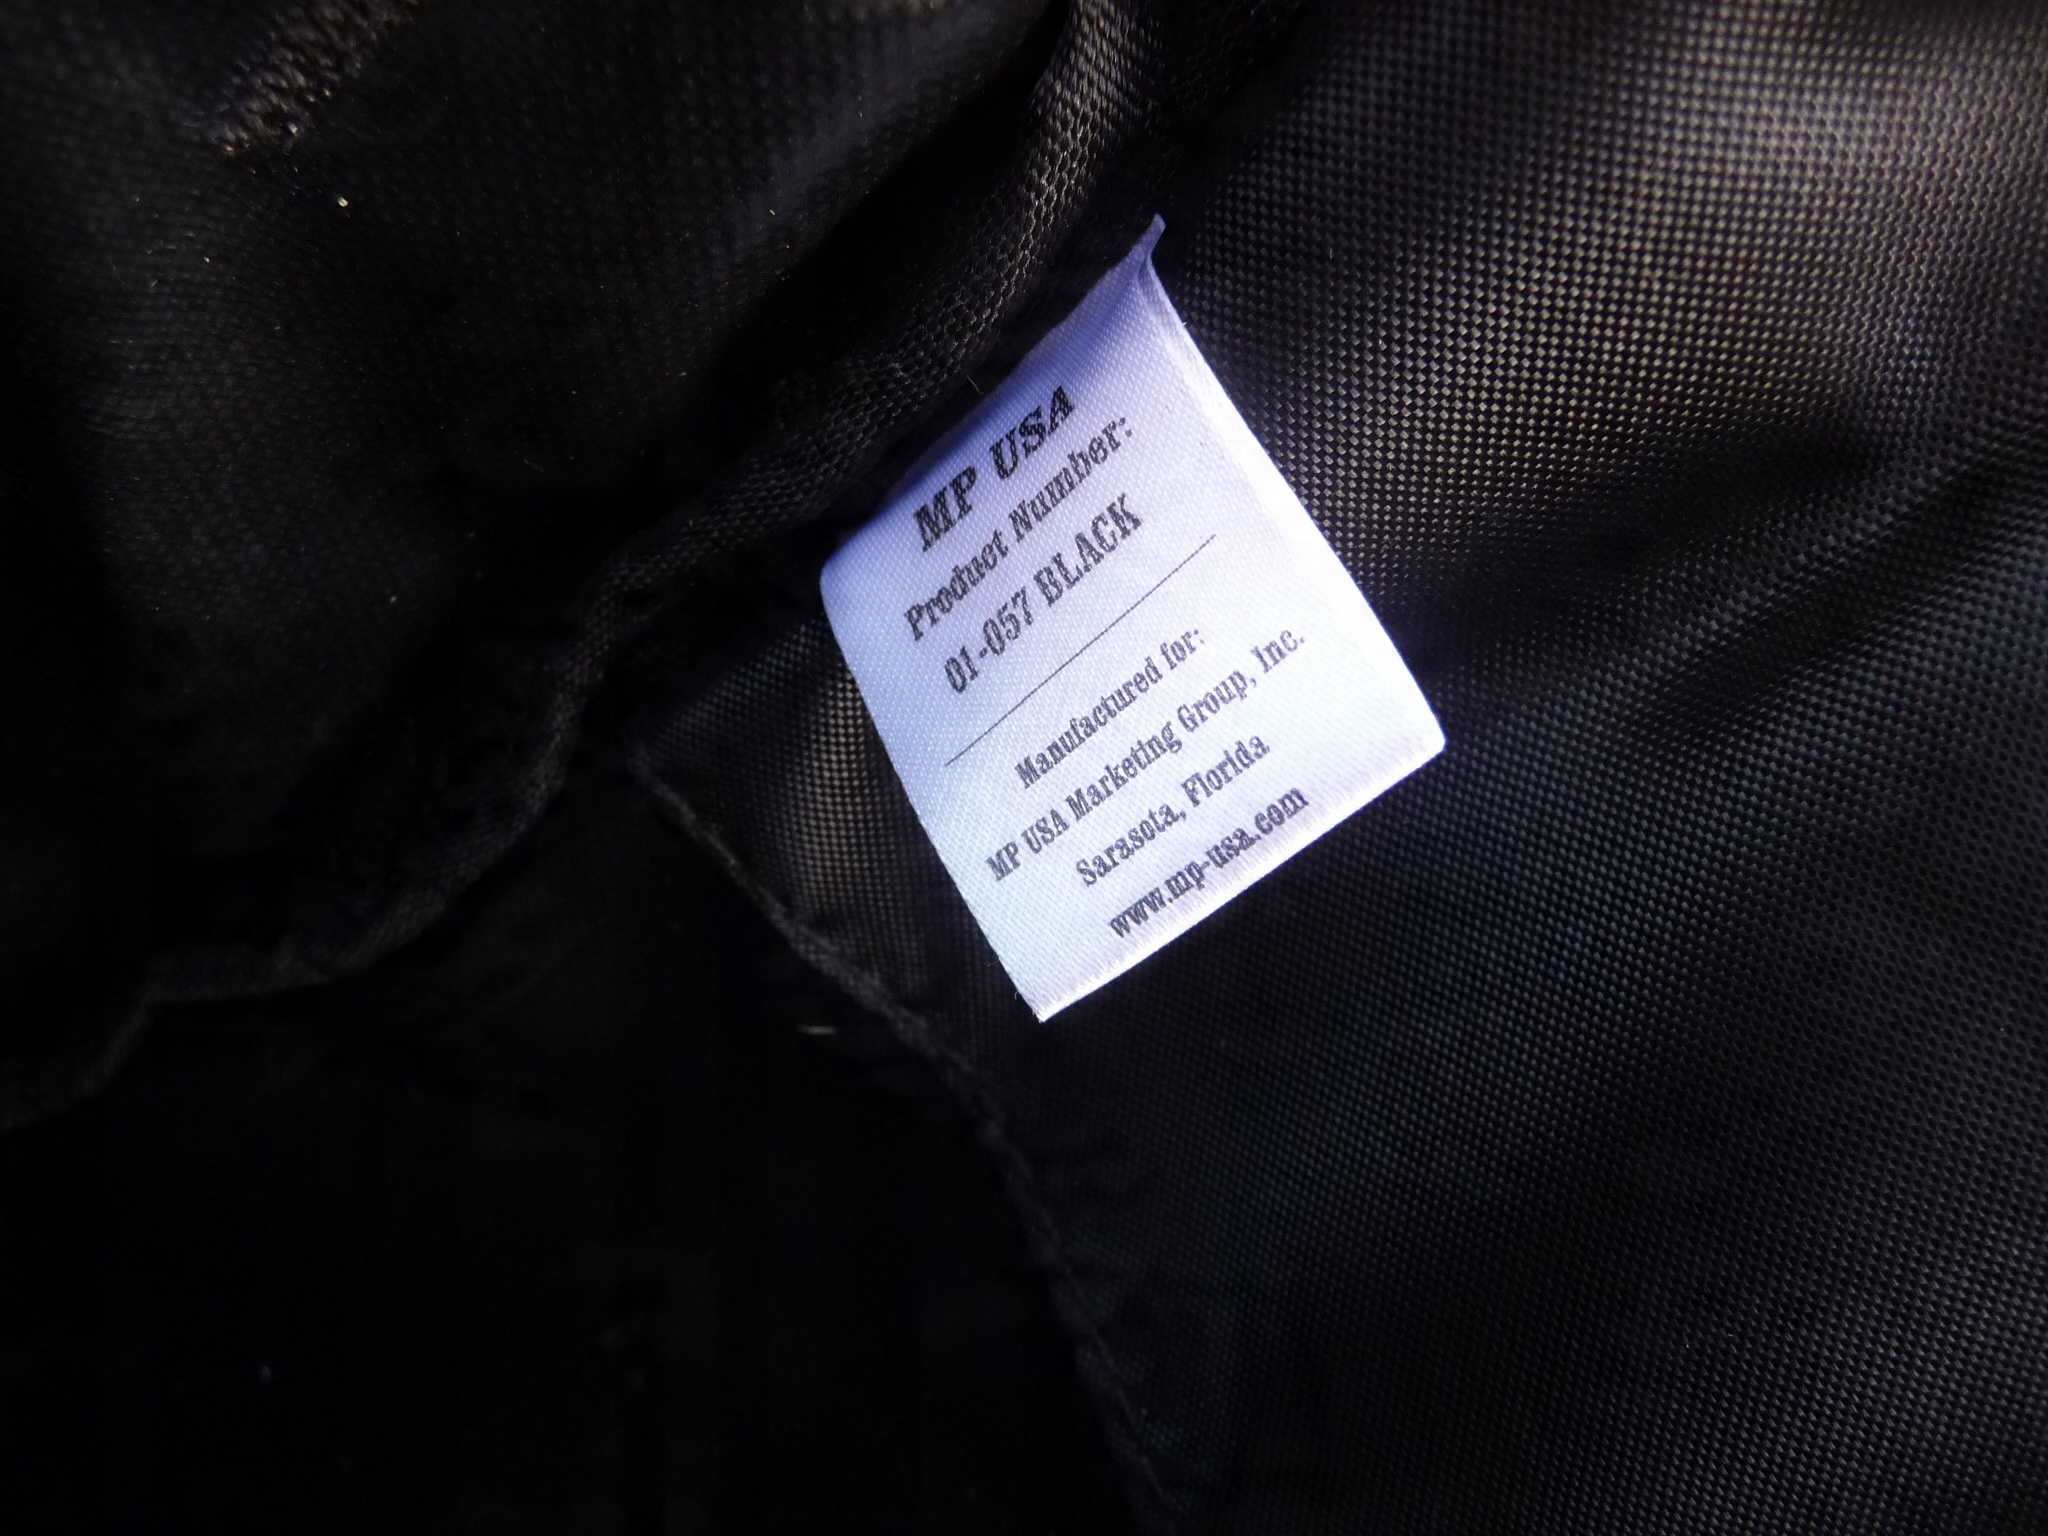 MP USA
Product Number:
01-057 BLACK
Manufactured for:
MP USA Marketing Group, Inc.
Sarasota, Florida
www.mp-usa.com